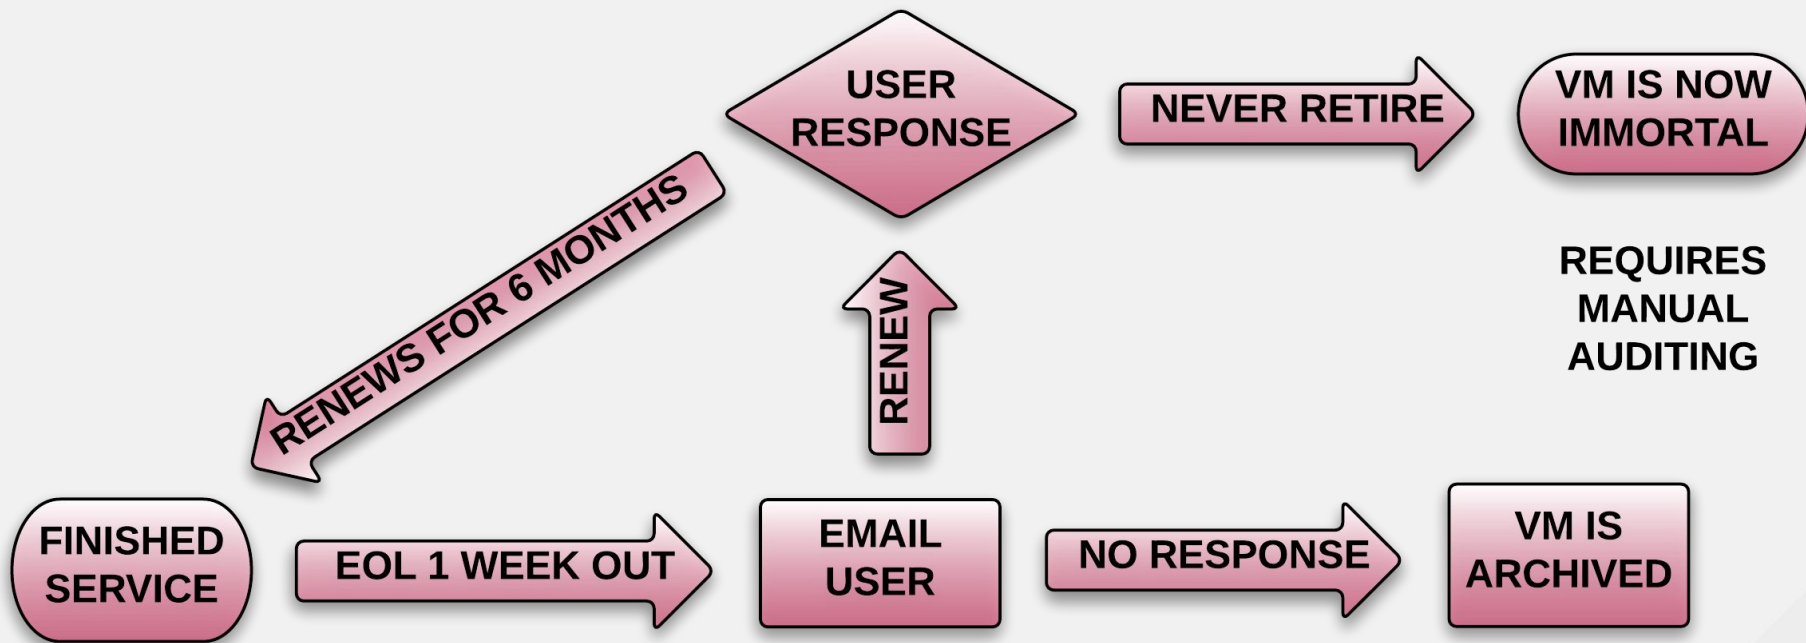 USER
RESPONSE
NEVER RETIRE
VM IS NOW
IMMORTAL
RENEWS FOR 6 MONTHS
RENEW
REQUIRES
MANUAL
AUDITING
FINISHED
SERVICE
EOL 1 WEEK OUT
EMAIL
USER
NO RESPONSE
VM IS
ARCHIVED